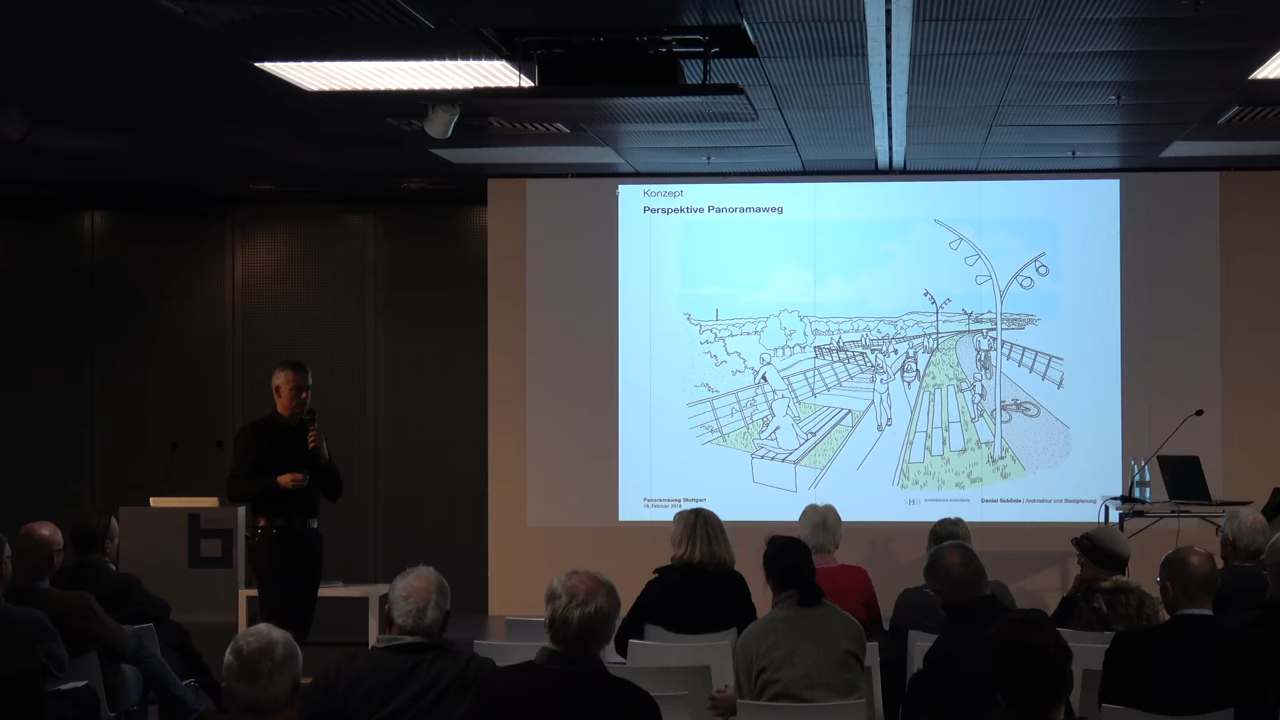 Konzept
Perspektive Panoramaweg
Panoramaweg Stuttgart
Daniel Schönle | Architektur und Stadtplanung
b